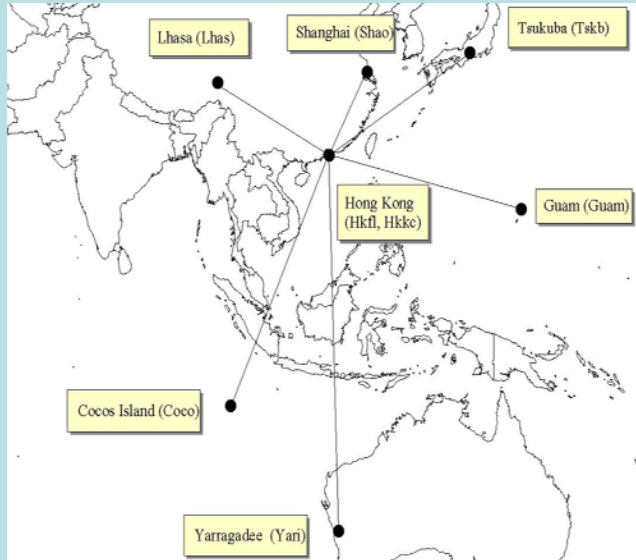 Lhasa (Lhas)
Shanghai (Shao)
Tsukuba (Tskb)
Guam (Guam)
Hong Kong
(Hkfl, Hkkc)
Cocos Island (Coco)
Yarragadee (Yari)